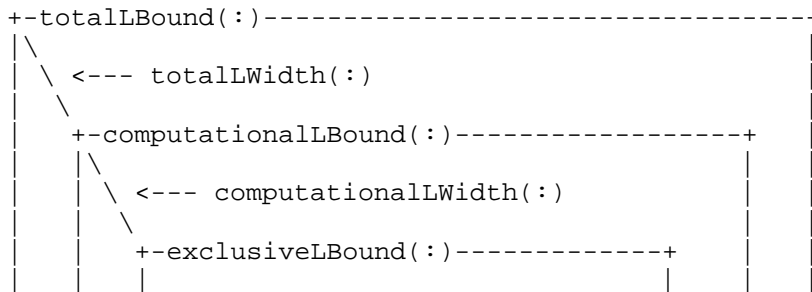 +-totalLBound(:)----------------------------------
|\                                               |
| \ <--- totalLWidth(:)                          |
|  \                                             |
|   +-computationalLBound(:)------------------+   |
|   |\                                        |   |
|   | \ <--- computationalLWidth(:)           |   |
|   |  \                                      |   |
|   |   +-exclusiveLBound(:)-------------+    |   |
|   |   |                                |    |   |